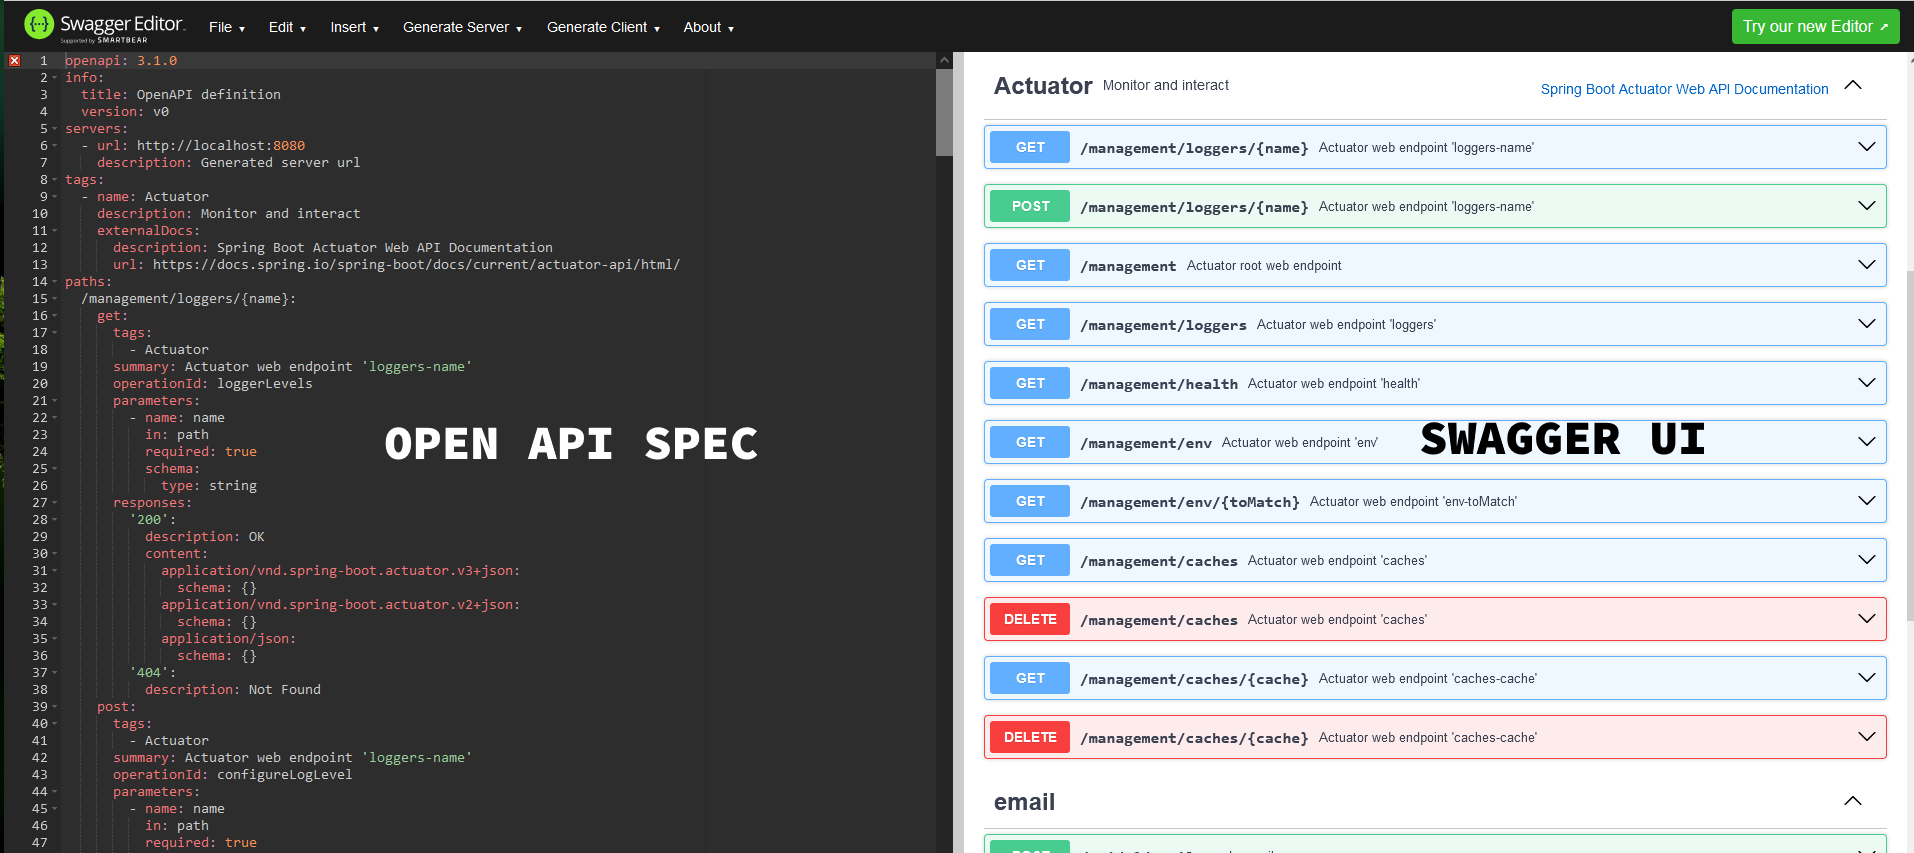 Swagger Editor.
Supported by SMARTBEAR
File Edit Insert Generate Server Generate Client About
Try our new Editor
1 openapi: 3.1.0
2 info:
3 title: OpenAPI definition
4 version: v0
5 servers:
6 - url: http://localhost:8080
7 description: Generated server url
8 tags:
9 - name: Actuator
10 description: Monitor and interact
11 externalDocs:
12 description: Spring Boot Actuator Web API Documentation
13 url: https://docs.spring.io/spring-boot/docs/current/actuator-api/html/
14 paths:
15 /management/loggers/{name}:
16 get:
17 tags:
18 - Actuator
19 summary: Actuator web endpoint 'loggers-name'
20 operationId: loggerLevels
21 parameters:
22 - name: name
23 in: path
24 required: true
25 schema:
26 type: string
27 responses:
28 '200':
29 description: OK
30 content:
31 application/vnd.spring-boot.actuator.v3+json:
32 schema: {}
33 application/vnd.spring-boot.actuator.v2+json:
34 schema: {}
35 application/json:
36 schema: {}
37 '404':
38 description: Not Found
39 post:
40 tags:
41 - Actuator
42 summary: Actuator web endpoint 'loggers-name'
43 operationId: configureLogLevel
44 parameters:
45 - name: name
46 in: path
47 required: true
OPEN API SPEC
Actuator Monitor and interact
Spring Boot Actuator Web API Documentation
GET /management/loggers/{name} Actuator web endpoint 'loggers-name'
POST /management/loggers/{name} Actuator web endpoint 'loggers-name'
GET /management Actuator root web endpoint
GET /management/loggers Actuator web endpoint 'loggers'
GET /management/health Actuator web endpoint 'health'
GET /management/env Actuator web endpoint 'env'
SWAGGER UI
GET /management/env/{toMatch} Actuator web endpoint 'env-toMatch'
GET /management/caches Actuator web endpoint 'caches'
DELETE /management/caches Actuator web endpoint 'caches'
GET /management/caches/{cache} Actuator web endpoint 'caches-cache'
DELETE /management/caches/{cache} Actuator web endpoint 'caches-cache'
email
POST